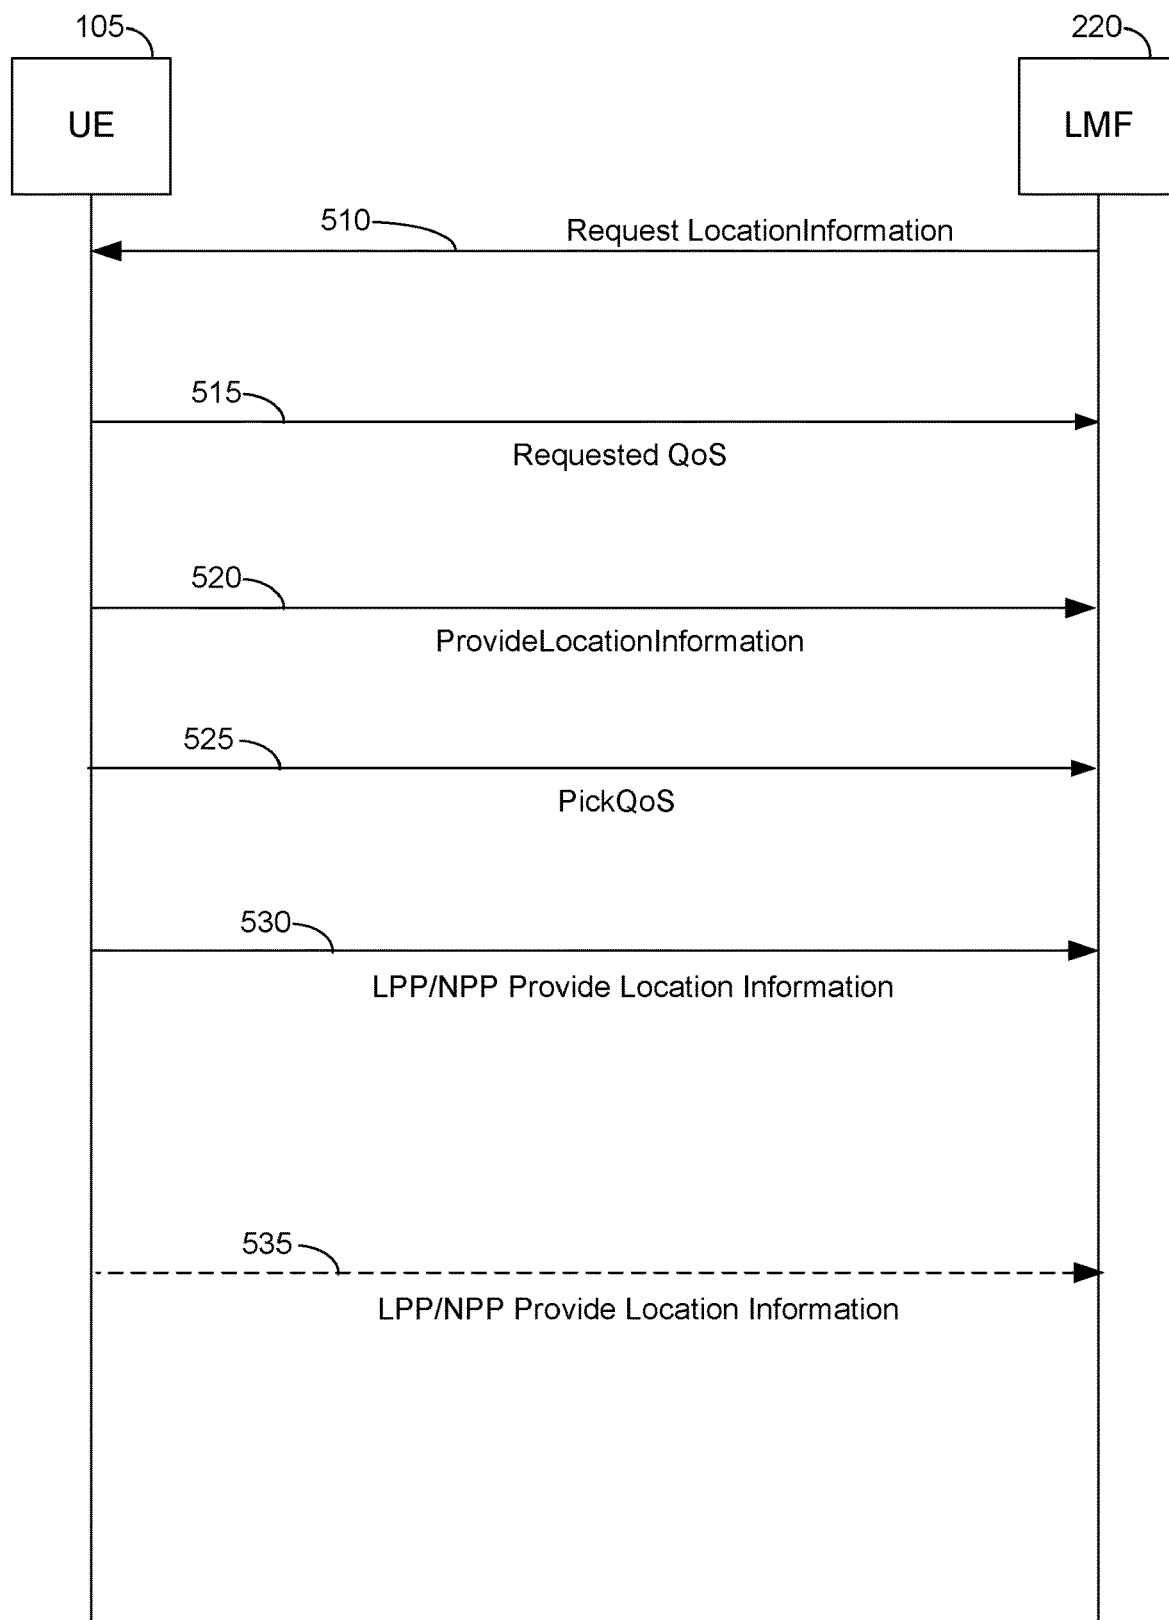 105
220
UE
LMF
510
Request LocationInformation
515
Requested QoS
520
ProvideLocationInformation
525
PickQoS
530
LPP/NPP Provide Location Information
535
LPP/NPP Provide Location Information